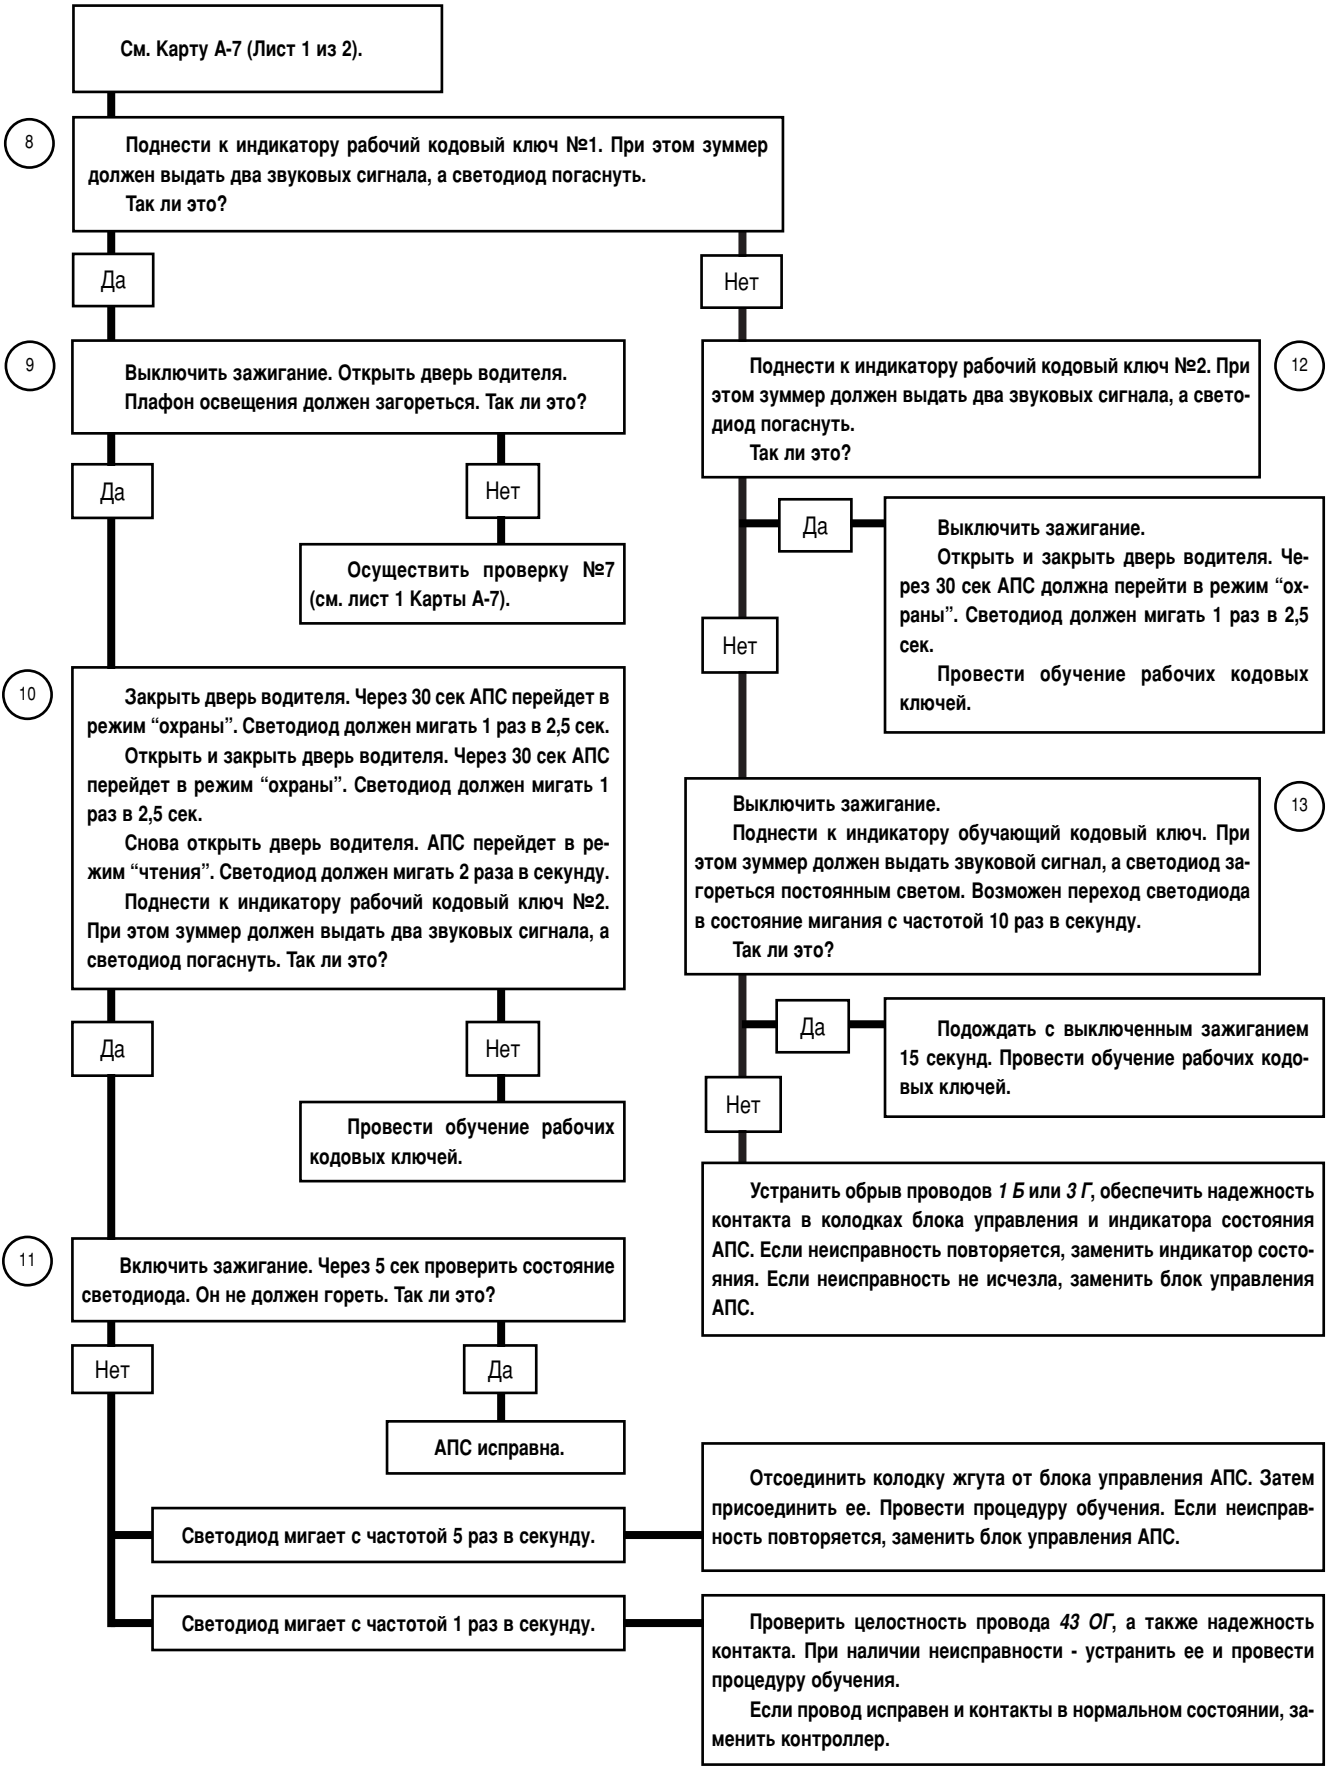 См. Карту А-7 (Лист 1 из 2).
8
Поднести к индикатору рабочий кодовый ключ №1. При этом зуммер
должен выдать два звуковых сигнала, а светодиод погаснуть.
Так ли это?
Да
Нет
9
Выключить зажигание. Открыть дверь водителя.
Плафон освещения должен загореться. Так ли это?
12
Поднести к индикатору рабочий кодовый ключ №2. При
этом зуммер должен выдать два звуковых сигнала, а свето-
диод погаснуть.
Так ли это?
Да
Нет
Осуществить проверку №7
(см. лист 1 Карты А-7).
Да
Выключить зажигание.
Открыть и закрыть дверь водителя. Че-
рез 30 сек АПС должна перейти в режим “ох-
раны”. Светодиод должен мигать 1 раз в 2,5
сек.
Провести обучение рабочих кодовых
ключей.
Нет
10
Закрыть дверь водителя. Через 30 сек АПС перейдет в
режим “охраны”. Светодиод должен мигать 1 раз в 2,5 сек.
Открыть и закрыть дверь водителя. Через 30 сек АПС
перейдет в режим “охраны”. Светодиод должен мигать 1
раз в 2,5 сек.
Снова открыть дверь водителя. АПС перейдет в ре-
жим “чтения”. Светодиод должен мигать 2 раза в секунду.
Поднести к индикатору рабочий кодовый ключ №2.
При этом зуммер должен выдать два звуковых сигнала, а
светодиод погаснуть. Так ли это?
13
Выключить зажигание.
Поднести к индикатору обучающий кодовый ключ. При
этом зуммер должен выдать звуковой сигнал, а светодиод за-
гореться постоянным светом. Возможен переход светодиода
в состояние мигания с частотой 10 раз в секунду.
Так ли это?
Да
Нет
Провести обучение рабочих
кодовых ключей.
Да
Подождать с выключенным зажиганием
15 секунд. Провести обучение рабочих кодо-
вых ключей.
Нет
Устранить обрыв проводов 1 Б или 3 Г, обеспечить надежность
контакта в колодках блока управления и индикатора состояния
АПС. Если неисправность повторяется, заменить индикатор состо-
яния. Если неисправность не исчезла, заменить блок управления
АПС.
11
Включить зажигание. Через 5 сек проверить состояние
светодиода. Он не должен гореть. Так ли это?
Нет
Да
АПС исправна.
Светодиод мигает с частотой 5 раз в секунду.
Отсоединить колодку жгута от блока управления АПС. Затем
присоединить ее. Провести процедуру обучения. Если неисправ-
ность повторяется, заменить блок управления АПС.
Светодиод мигает с частотой 1 раз в секунду.
Проверить целостность провода 43 ОГ, а также надежность
контакта. При наличии неисправности - устранить ее и провести
процедуру обучения.
Если провод исправен и контакты в нормальном состоянии, за-
менить контроллер.